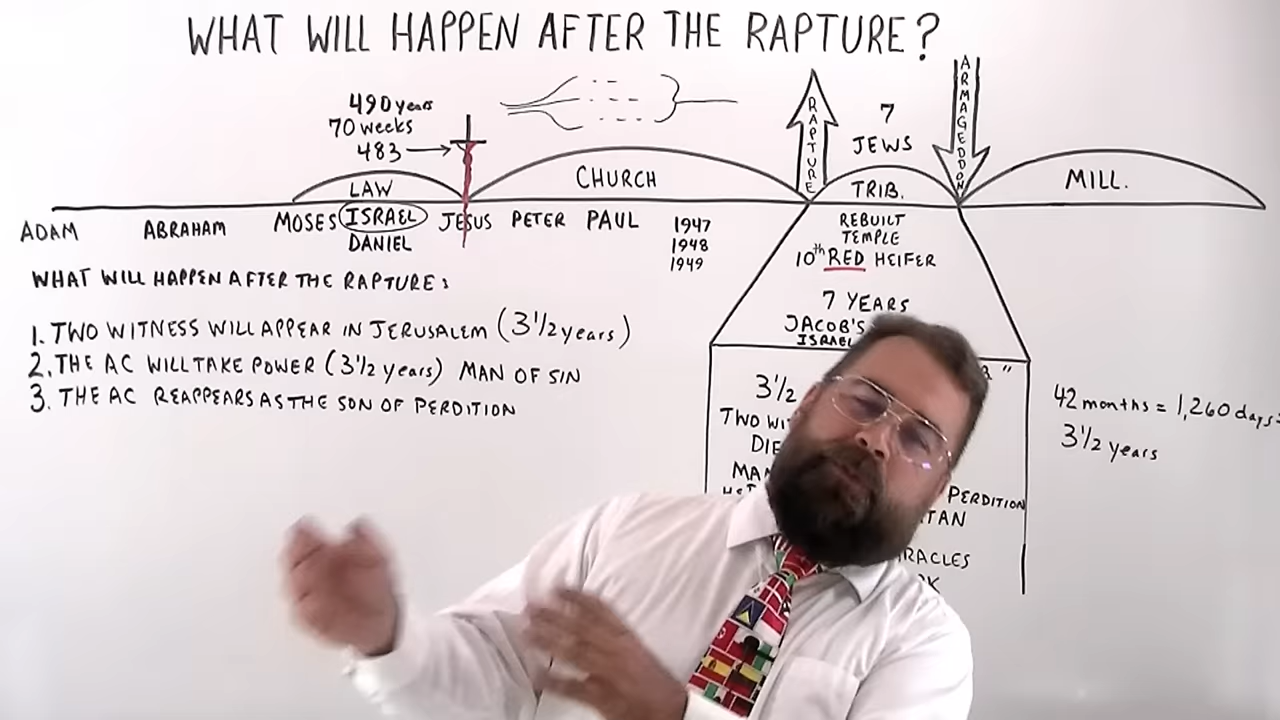 WHAT WILL HAPPEN AFTER THE RAPTURE?
490 years
70 weeks
483
LAW
CHURCH
RAPTURE
7
JEWS
TRIB.
ARMAGEDDON
MILL.
ADAM
ABRAHAM
MOSES
ISRAEL
DANIEL
JESUS
PETER
PAUL
1947
1948
1949
REBUILT
TEMPLE
10th RED HEIFER
7 YEARS
JACOB'S
WHAT WILL HAPPEN AFTER THE RAPTURE:
1. TWO WITNESS WILL APPEAR IN JERUSALEM (3½ years)
2. THE AC WILL TAKE POWER (3½ years) MAN OF SIN
3. THE AC REAPPEARS AS THE SON OF PERDITION
3½
TWO
PERDITION
42 months = 1,260 days =
3½ years